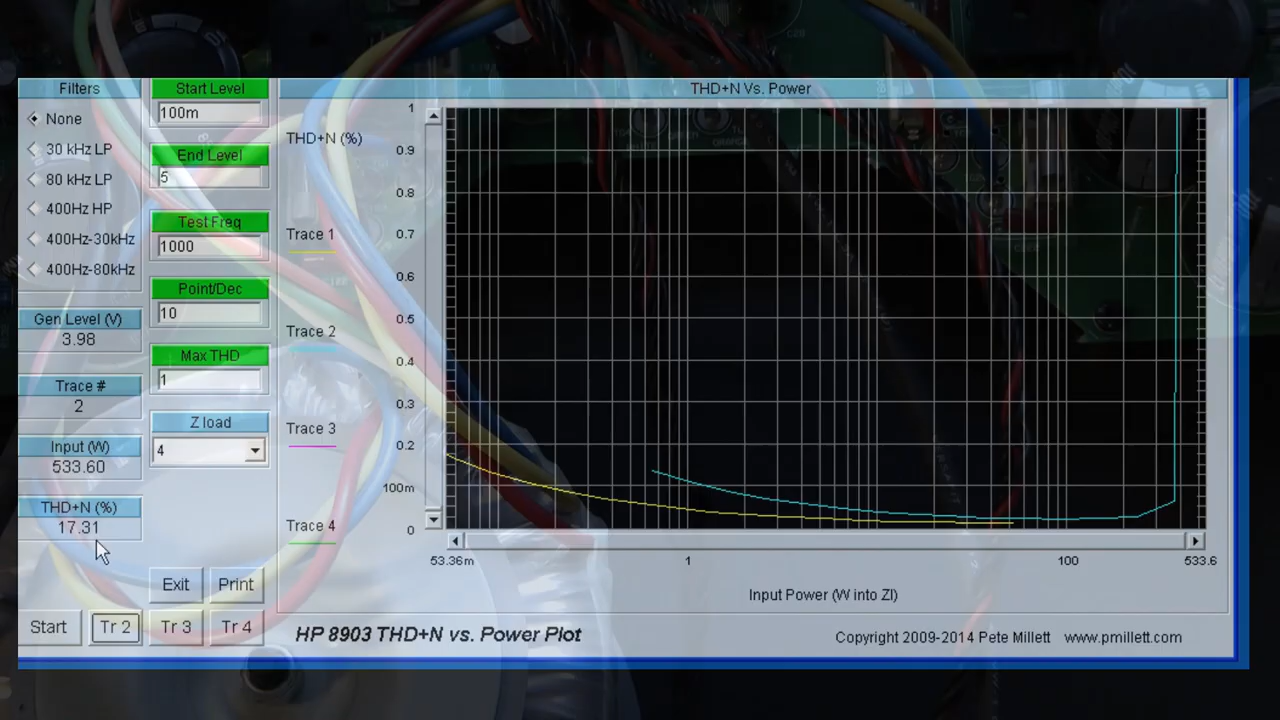 Filters
None
30 kHz LP
80 kHz LP
400Hz HP
400Hz-30kHz
400Hz-80kHz
Gen Level (V)
3.98
Trace #
2
Input (W)
533.60
THD+N (%)
17.31
Start Level
100m
End Level
5
Test Freq
1000
Point/Dec
10
Max THD
1
Z load
4
Exit
Print
Start
Tr 2
Tr 3
Tr 4
THD+N Vs. Power
THD+N (%)
Trace 1
Trace 2
Trace 3
Trace 4
1
0.9
0.8
0.7
0.6
0.5
0.4
0.3
0.2
100m
0
53.36m
1
100
533.6
Input Power (W into Zl)
HP 8903 THD+N vs. Power Plot
Copyright 2009-2014 Pete Millett www.pmillett.com